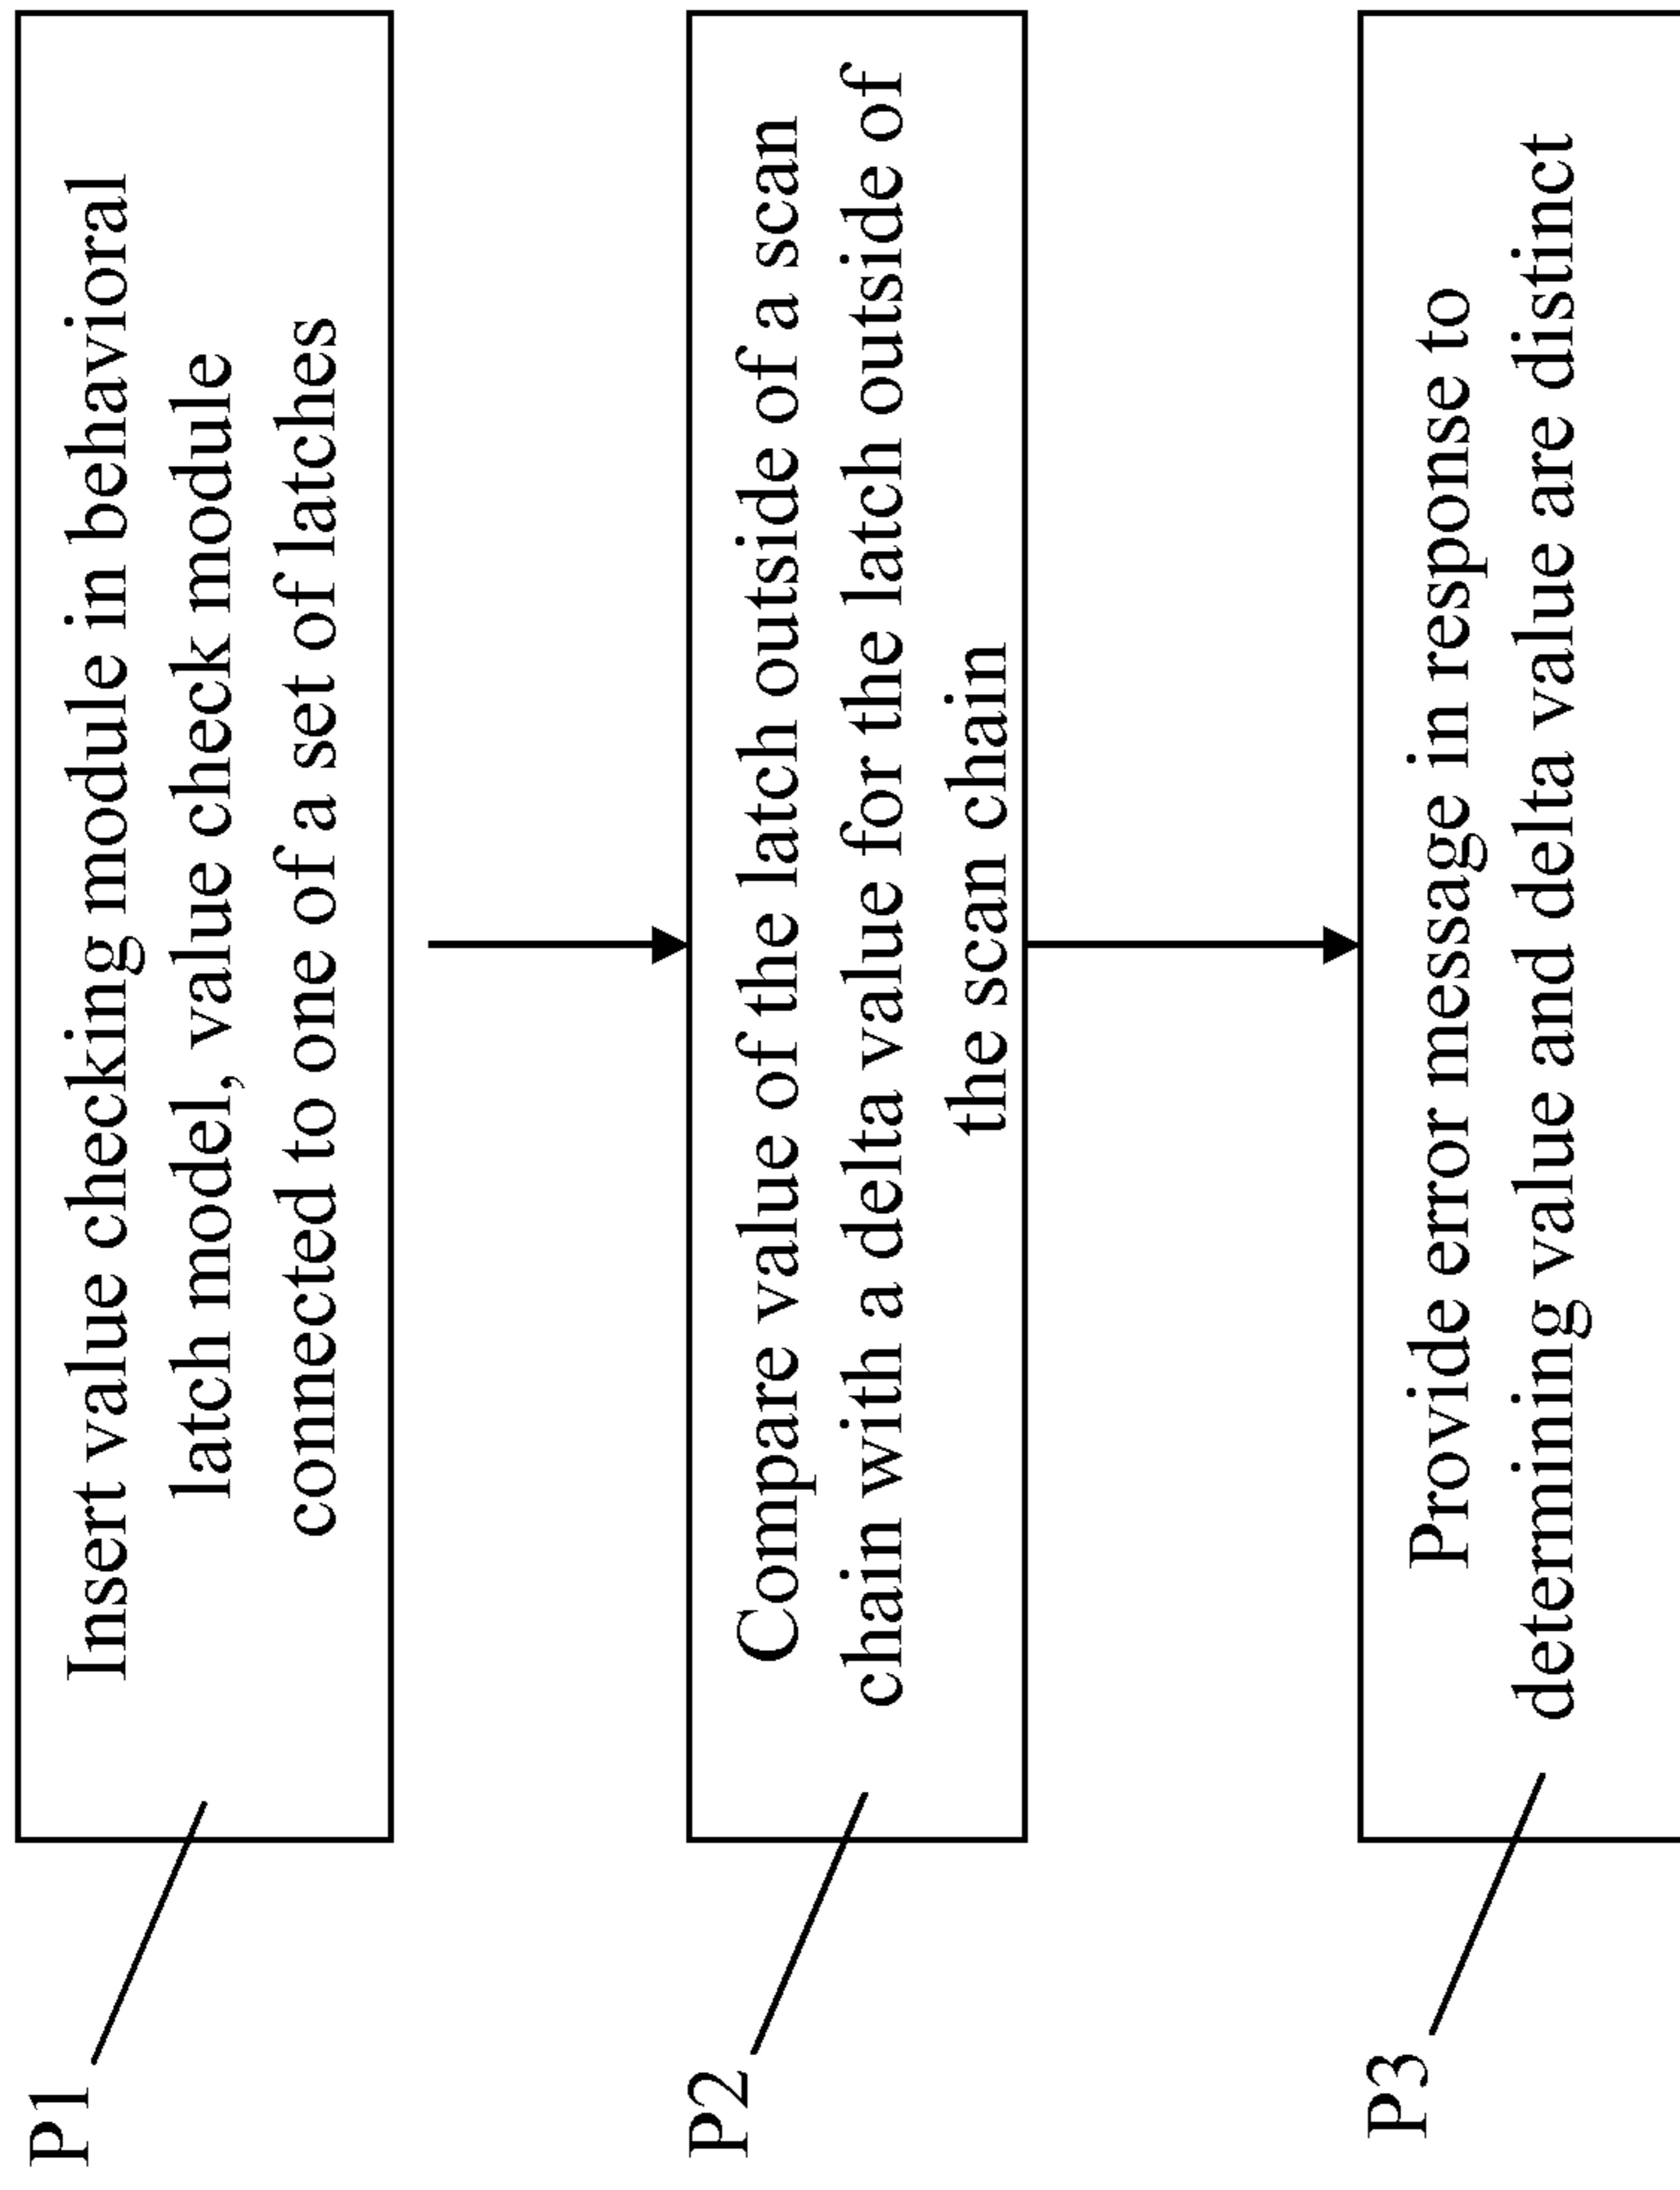 P1
Insert value checking module in behavioral
latch model, value check module
connected to one of a set of latches
P2
Compare value of the latch outside of a scan
chain with a delta value for the latch outside of
the scan chain
P3
Provide error message in response to
determining value and delta value are distinct